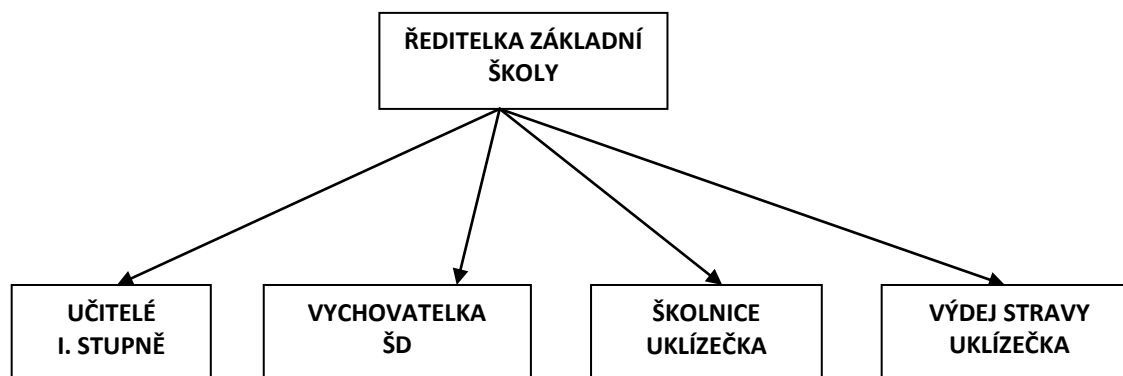 ŘEDITELKA ZÁKLADNÍ
ŠKOLY
UČITELÉ
I. STUPNĚ
VYCHOVATELKA
ŠD
ŠKOLNICE
UKLÍZEČKA
VÝDEJ STRAVY
UKLÍZEČKA